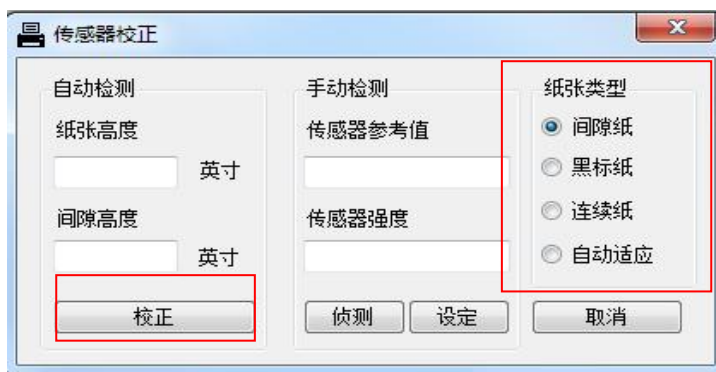 传感器校正
自动检测
纸张高度
英寸
间隙高度
英寸
校正
手动检测
传感器参考值
传感器强度
侦测
设定
纸张类型
间隙纸
黑标纸
连续纸
自动适应
取消